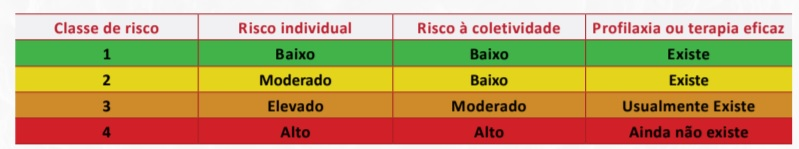 Classe de risco Risco individual Risco à coletividade Profilaxia ou terapia eficaz
1 Baixo Baixo Existe
2 Moderado Baixo Existe
3 Elevado Moderado Usualmente Existe
4 Alto Alto Ainda não existe